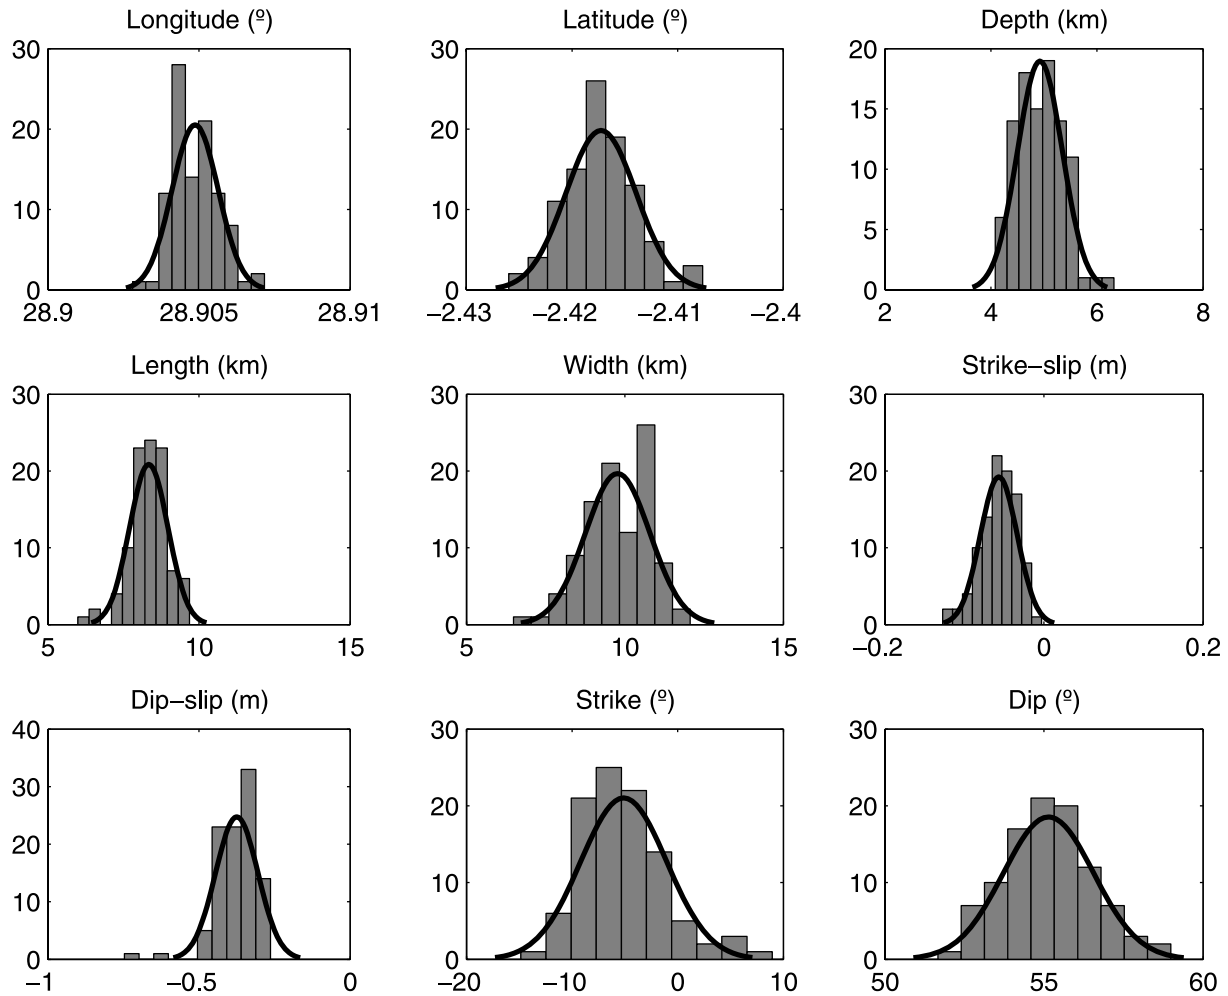 Longitude (º) Latitude (º) Depth (km)
30 30 20
20 20 15
10 10 10
5
0 0 0
28.9 28.905 28.91 −2.43 −2.42 −2.41 −2.4 2 4 6 8
Length (km) Width (km) Strike−slip (m)
30 30 30
20 20 20
10 10 10
0 0 0
5 10 15 5 10 15 −0.2 0 0.2
Dip−slip (m) Strike (º) Dip (º)
40 30 30
30 20 20
20 10 10
10
0 0 0
−1 −0.5 0 −20 −10 0 10 50 55 60